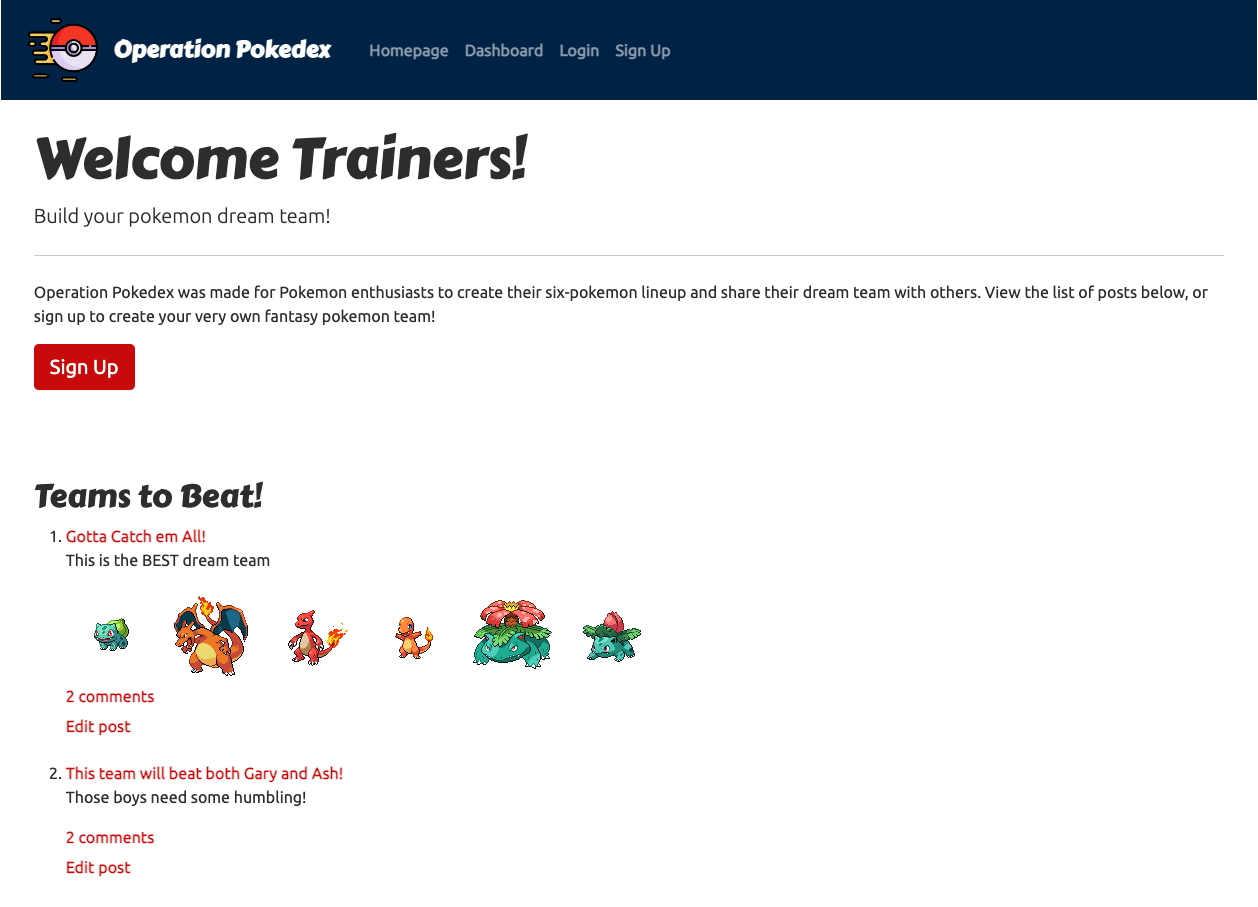 Operation Pokedex Homepage Dashboard Login Sign Up
Welcome Trainers!
Build your pokemon dream team!
Operation Pokedex was made for Pokemon enthusiasts to create their six-pokemon lineup and share their dream team with others. View the list of posts below, or
sign up to create your very own fantasy pokemon team!
Sign Up
Teams to Beat!
1. Gotta Catch em All!
This is the BEST dream team
2 comments
Edit post
2. This team will beat both Gary and Ash!
Those boys need some humbling!
2 comments
Edit post